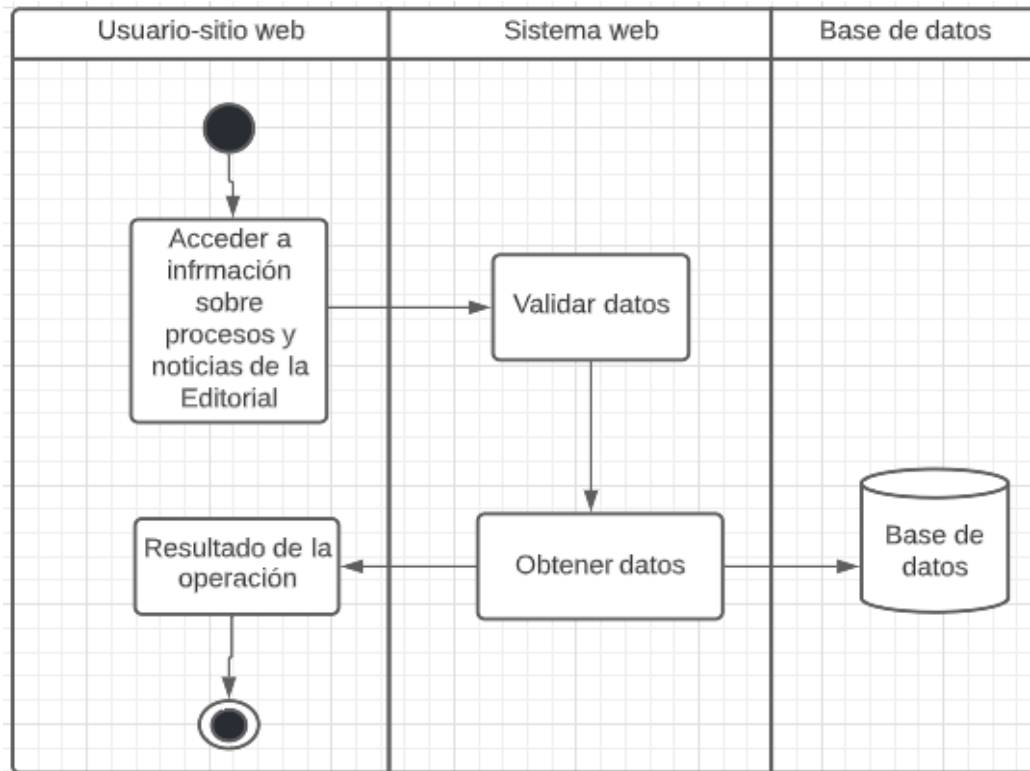 Usuario-sitio web
Sistema web
Base de datos
Acceder a
infrmación
sobre
procesos y
noticias de la
Editorial
Validar datos
Resultado de la
operación
Obtener datos
Base de
datos